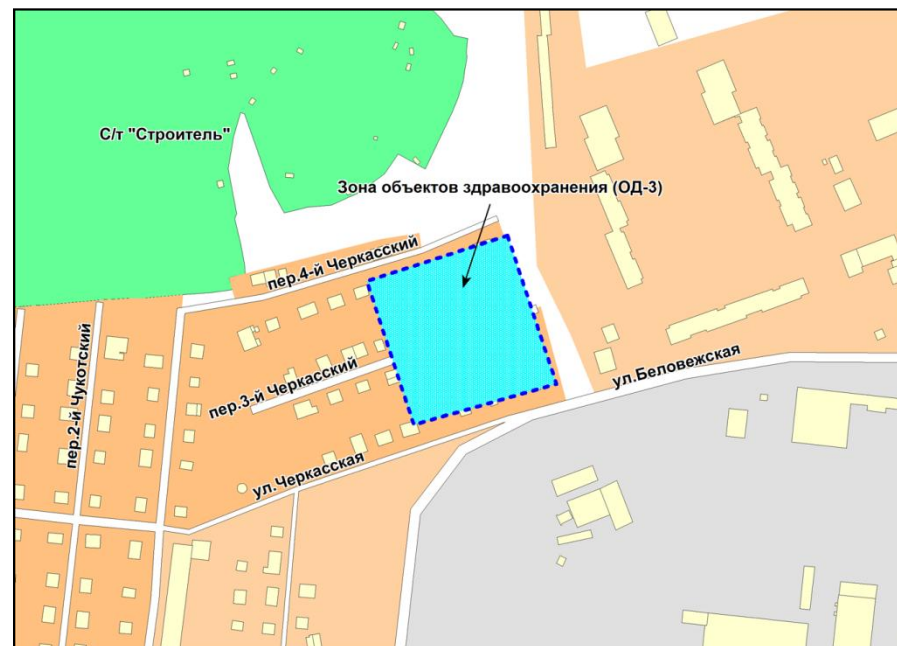 С/т "Строитель"
Зона объектов здравоохранения (ОД-3)
пер.4-й Черкасский
пер.2-й Чукотский
пер.3-й Черкасский
ул.Беловежская
ул.Черкасская